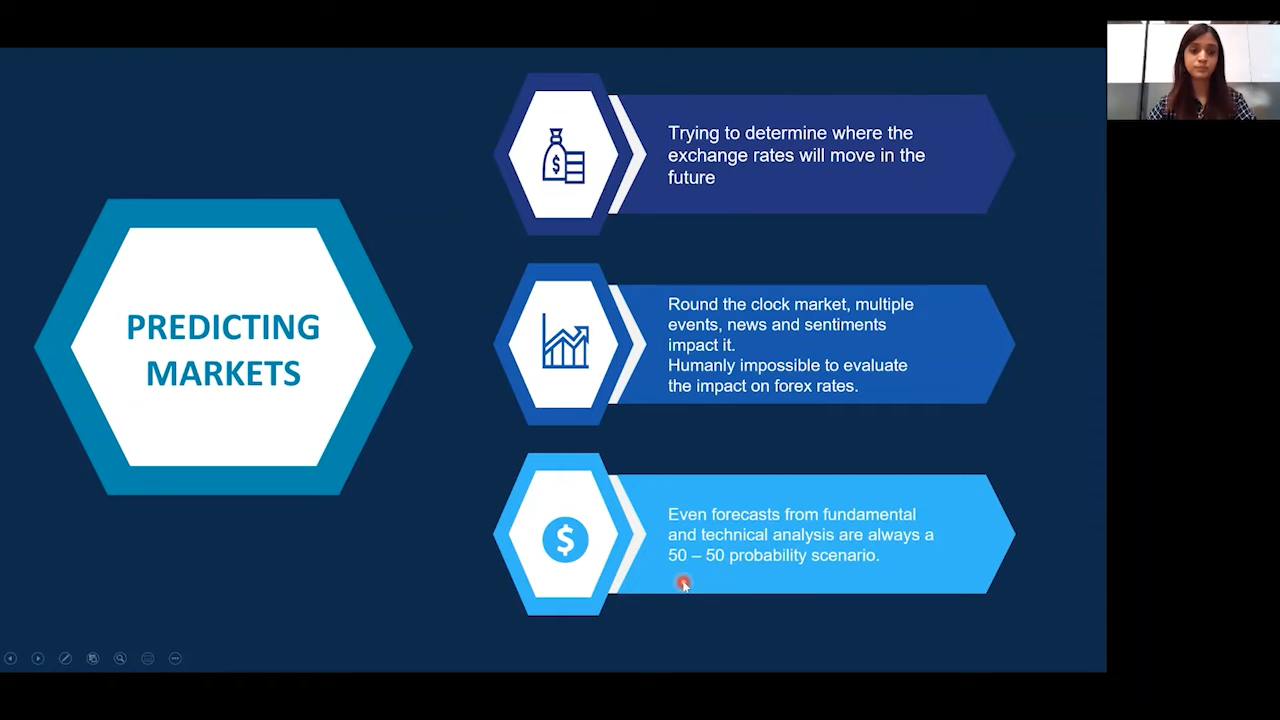 PREDICTING
MARKETS
Trying to determine where the
exchange rates will move in the
future
Round the clock market, multiple
events, news and sentiments
impact it.
Humanly impossible to evaluate
the impact on forex rates.
Even forecasts from fundamental
and technical analysis are always a
50 – 50 probability scenario.